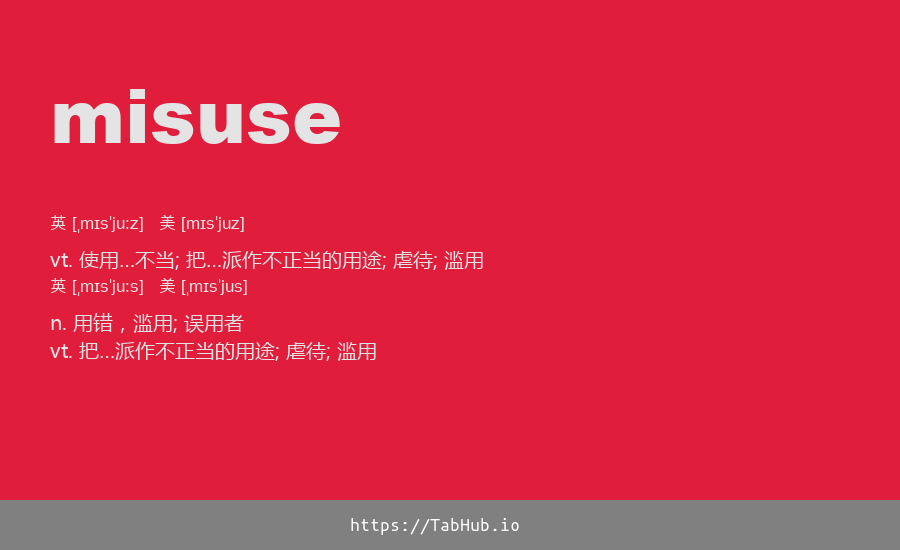 misuse
英 [ˌmɪsˈjuːz] 美 [mɪsˈjuz]
vt. 使用…不当; 把…派作不正当的用途; 虐待; 滥用
英 [ˌmɪsˈjuːs] 美 [ˌmɪsˈjus]
n. 用错，滥用; 误用者
vt. 把…派作不正当的用途; 虐待; 滥用
https://TabHub.io